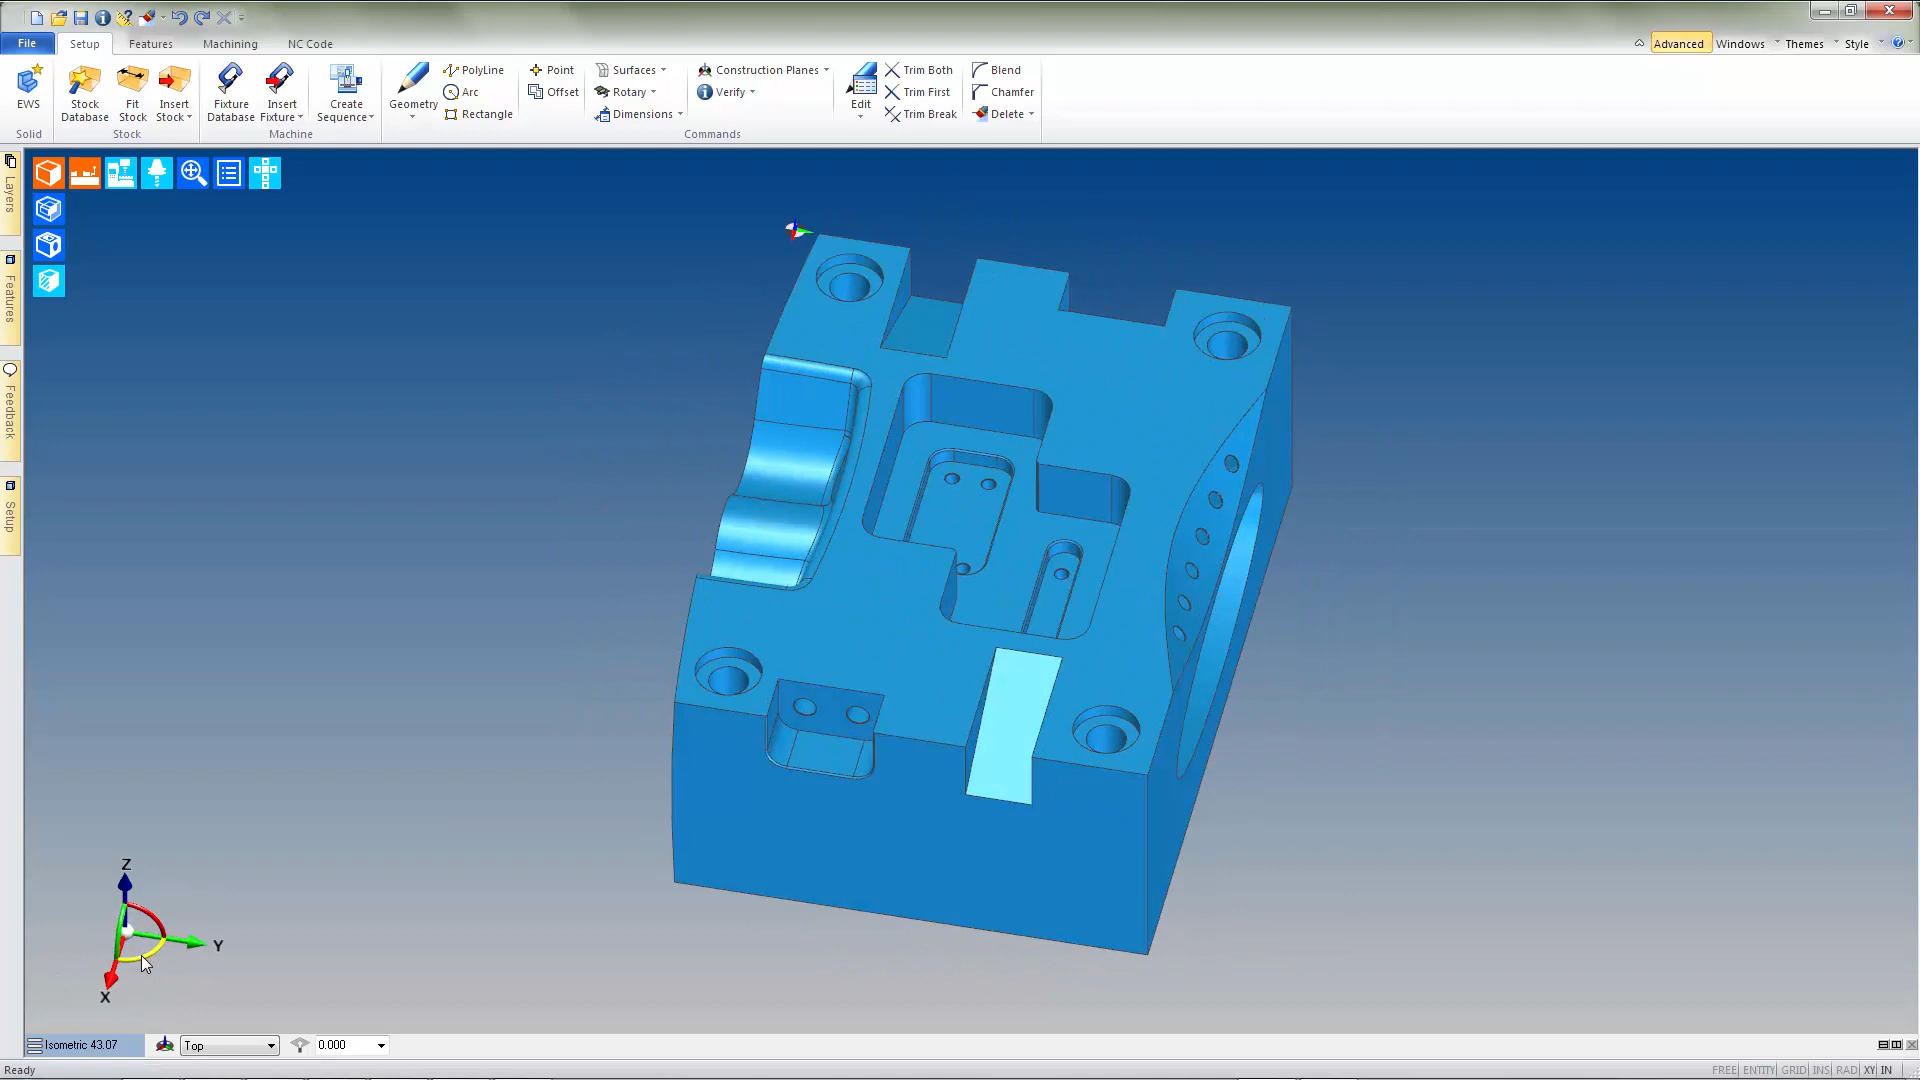 File Setup Features Machining NC Code Advanced Windows Themes Style
EWS
Stock Database
Fit Stock
Insert Stock
Fixture Database
Insert Fixture
Create Sequence
Geometry
PolyLine
Arc
Rectangle
Point
Offset
Surfaces
Rotary
Dimensions
Construction Planes
Verify
Edit
Trim Both
Trim First
Trim Break
Blend
Chamfer
Delete
Solid Stock Machine Commands
Layers
Features
Feedback
Setup
Z
Y
X
Isometric 43.07 Top 0.000
Ready FREE ENTITY GRID INS RAD XY IN